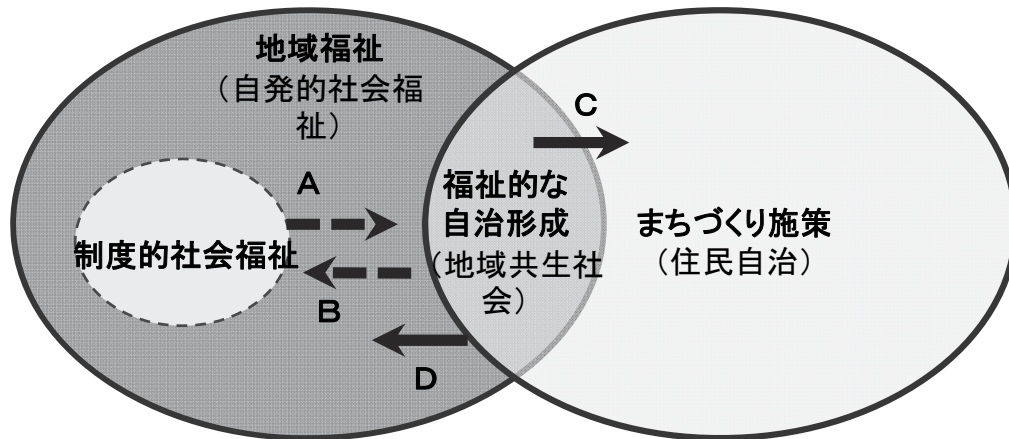 地域福祉
（自発的社会福
祉）
C
A
福祉的な
自治形成
（地域共生社
会）
まちづくり施策
（住民自治）
制度的社会福祉
B
D